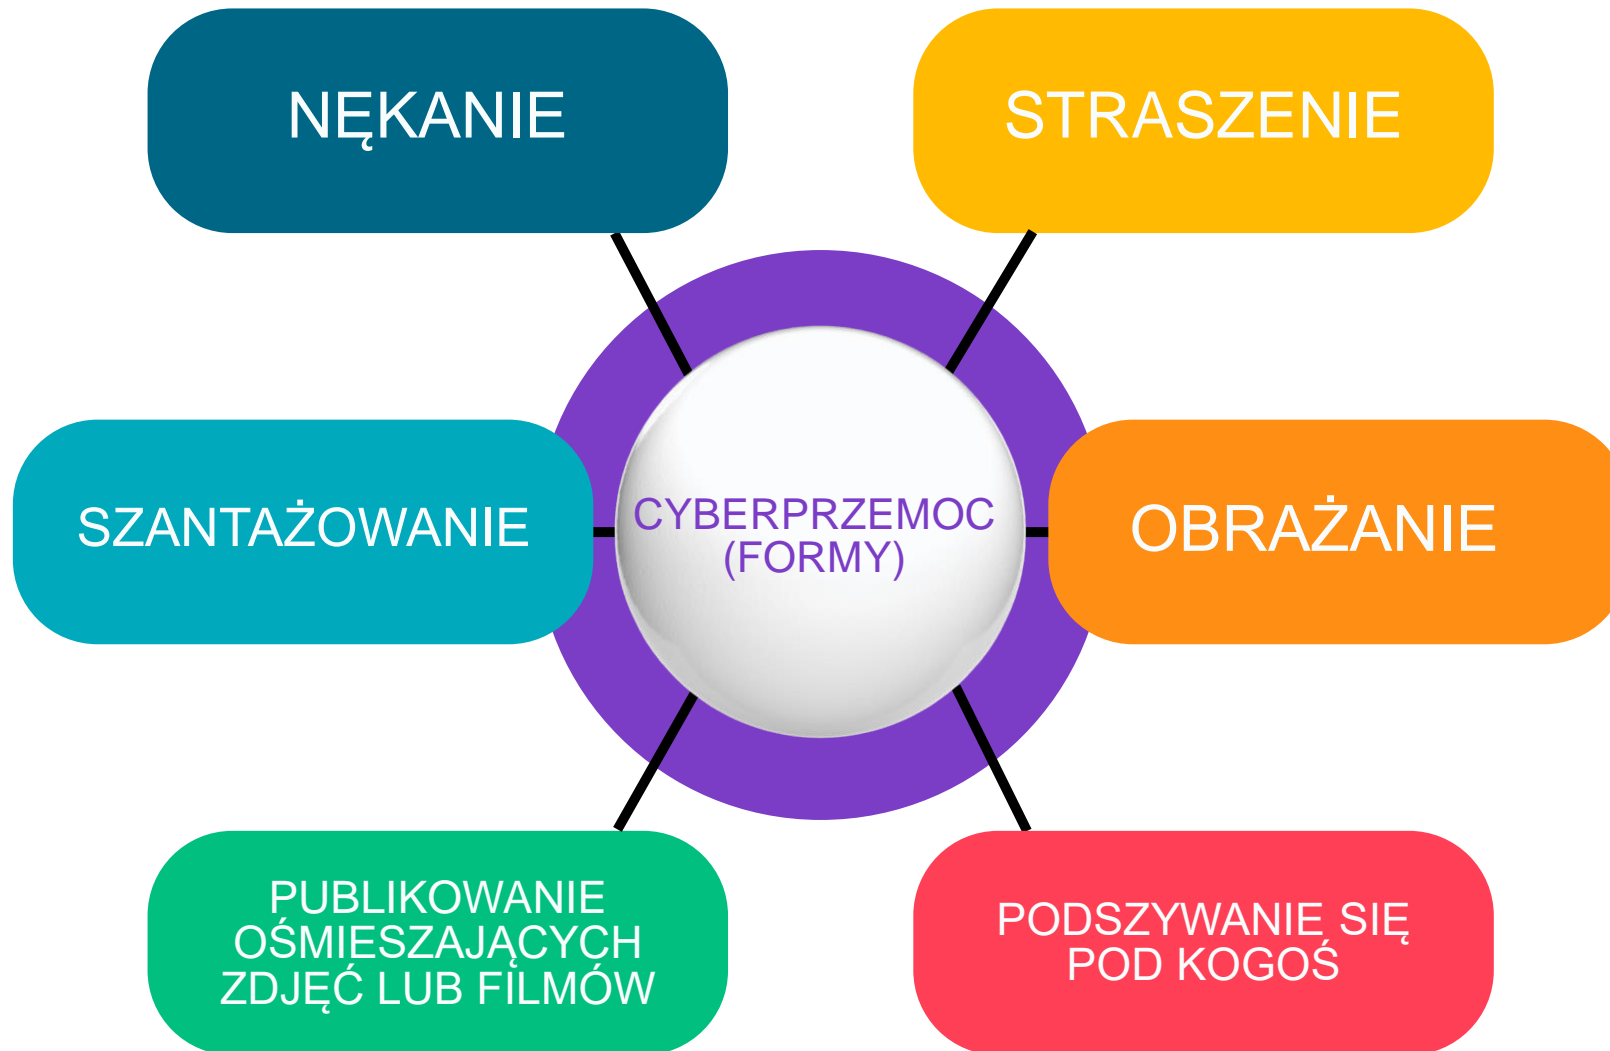 NĘKANIE
STRASZENIE
SZANTAŻOWANIE
CYBERPRZEMOC
(FORMY)
OBRAŻANIE
PUBLIKOWANIE
OŚMIESZAJĄCYCH
ZDJĘĆ LUB FILMÓW
PODSZYWANIE SIĘ
POD KOGOŚ